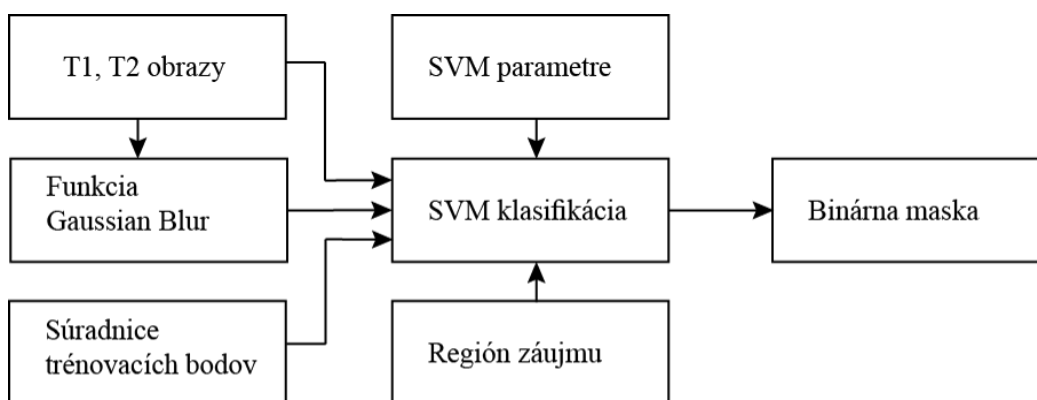 T1, T2 obrazy
SVM parametre
Funkcia
Gaussian Blur
SVM klasifikácia
Binárna maska
Súradnice
trénovacích bodov
Región záujmu